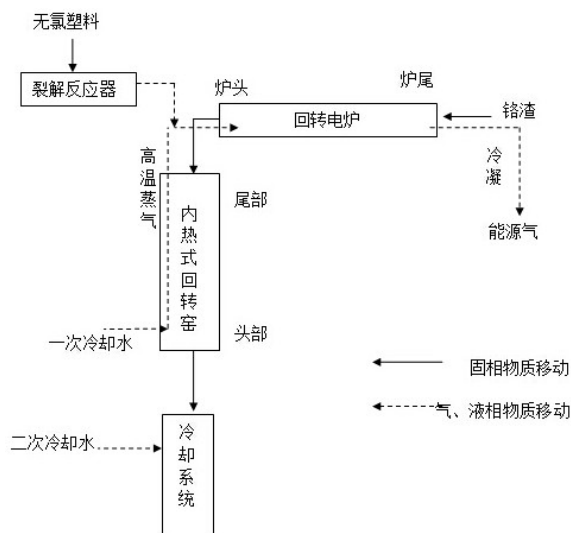 无氯塑料
裂解反应器
炉头
炉尾
回转电炉
铬渣
冷凝
能源气
高温蒸气
尾部
内热式回转窑
头部
一次冷却水
固相物质移动
气、液相物质移动
二次冷却水
冷却系统